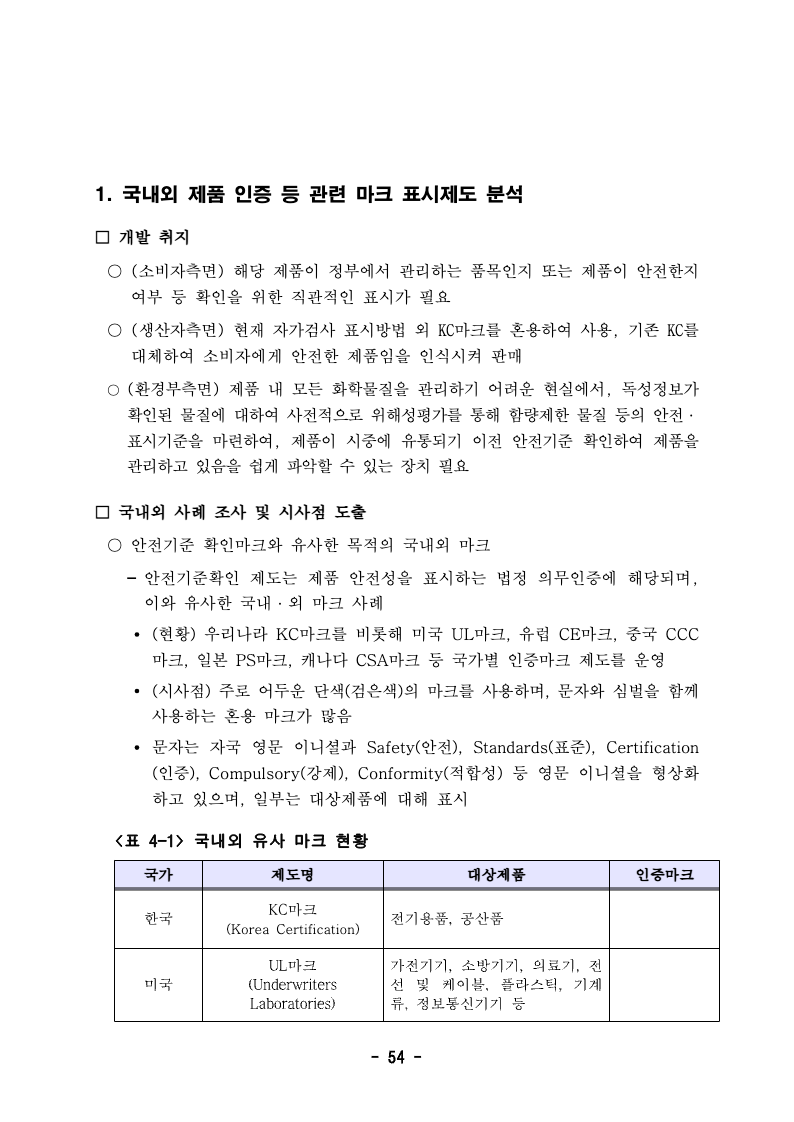 1. 국내외 제품 인증 등 관련 마크 표시제도 분석
□ 개발 취지
○ (소비자측면) 해당 제품이 정부에서 관리하는 품목인지 또는 제품이 안전한지
여부 등 확인을 위한 직관적인 표시가 필요
○ (생산자측면) 현재 자가검사 표시방법 외 KC마크를 혼용하여 사용, 기존 KC를
대체하여 소비자에게 안전한 제품임을 인식시켜 판매
○ (환경부측면) 제품 내 모든 화학물질을 관리하기 어려운 현실에서, 독성정보가
확인된 물질에 대하여 사전적으로 위해성평가를 통해 함량제한 물질 등의 안전·
표시기준을 마련하여, 제품이 시중에 유통되기 이전 안전기준 확인하여 제품을
관리하고 있음을 쉽게 파악할 수 있는 장치 필요
□ 국내외 사례 조사 및 시사점 도출
○ 안전기준 확인마크와 유사한 목적의 국내외 마크
- 안전기준확인 제도는 제품 안전성을 표시하는 법정 의무인증에 해당되며,
이와 유사한 국내·외 마크 사례
• (현황) 우리나라 KC마크를 비롯해 미국 UL마크, 유럽 CE마크, 중국 CCC
마크, 일본 PS마크, 캐나다 CSA마크 등 국가별 인증마크 제도를 운영
• (시사점) 주로 어두운 단색(검은색)의 마크를 사용하며, 문자와 심벌을 함께
사용하는 혼용 마크가 많음
• 문자는 자국 영문 이니셜과 Safety(안전), Standards(표준), Certification
(인증), Compulsory(강제), Conformity(적합성) 등 영문 이니셜을 형상화
하고 있으며, 일부는 대상제품에 대해 표시
<표 4-1> 국내외 유사 마크 현황
국가 제도명 대상제품 인증마크
KC마크
한국 전기용품, 공산품
(Korea Certification)
UL마크 가전기기, 소방기기, 의료기, 전
미국 (Underwriters 선 및 케이블, 플라스틱, 기계
Laboratories) 류, 정보통신기기 등
- 54 -